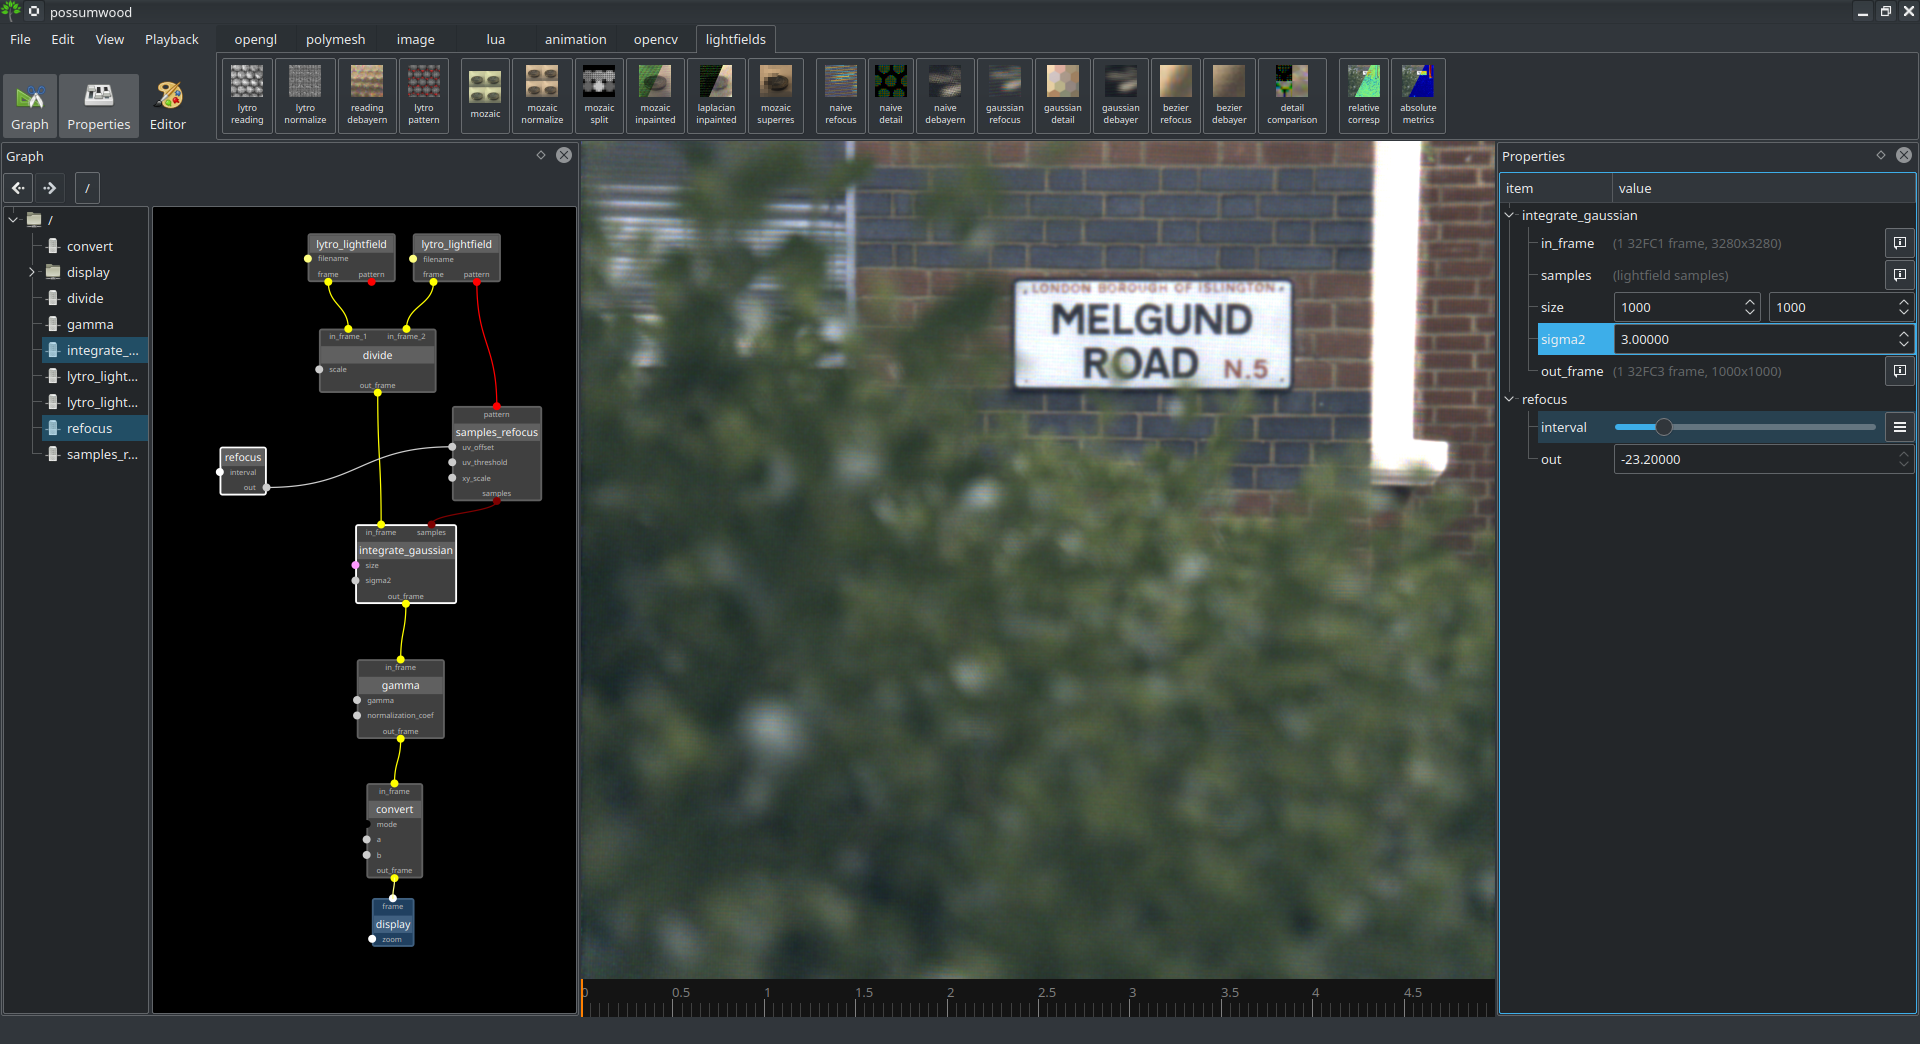 possumwood
File Edit View Playback
opengl polymesh image lua animation opencv lightfields
Graph Properties Editor
lytro reading
lytro normalize
reading debayern
lytro pattern
mozaic
mozaic normalize
mozaic split
mozaic inpainted
laplacian inpainted
mozaic superres
naive refocus
naive detail
naive debayern
gaussian refocus
gaussian detail
gaussian debayer
bezier refocus
bezier debayer
detail comparison
relative corresp
absolute metrics
Graph
/
/
convert
display
divide
gamma
integrate_...
lytro_light...
lytro_light...
refocus
samples_r...
lytro_lightfield
filename
frame pattern
lytro_lightfield
filename
frame pattern
in_frame_1 in_frame_2
divide
scale
out_frame
pattern
samples_refocus
uv_offset
uv_threshold
xy_scale
samples
refocus
interval
out
in_frame samples
integrate_gaussian
size
sigma2
out_frame
in_frame
gamma
gamma
normalization_coef
out_frame
in_frame
convert
mode
a
b
out_frame
frame
display
zoom
LONDON BOROUGH OF ISLINGTON
MELGUND
ROAD N.5
0 0.5 1 1.5 2 2.5 3 3.5 4 4.5
Properties
item value
integrate_gaussian
in_frame (1 32FC1 frame, 3280x3280)
samples (lightfield samples)
size 1000 1000
sigma2 3.00000
out_frame (1 32FC3 frame, 1000x1000)
refocus
interval
out -23.20000